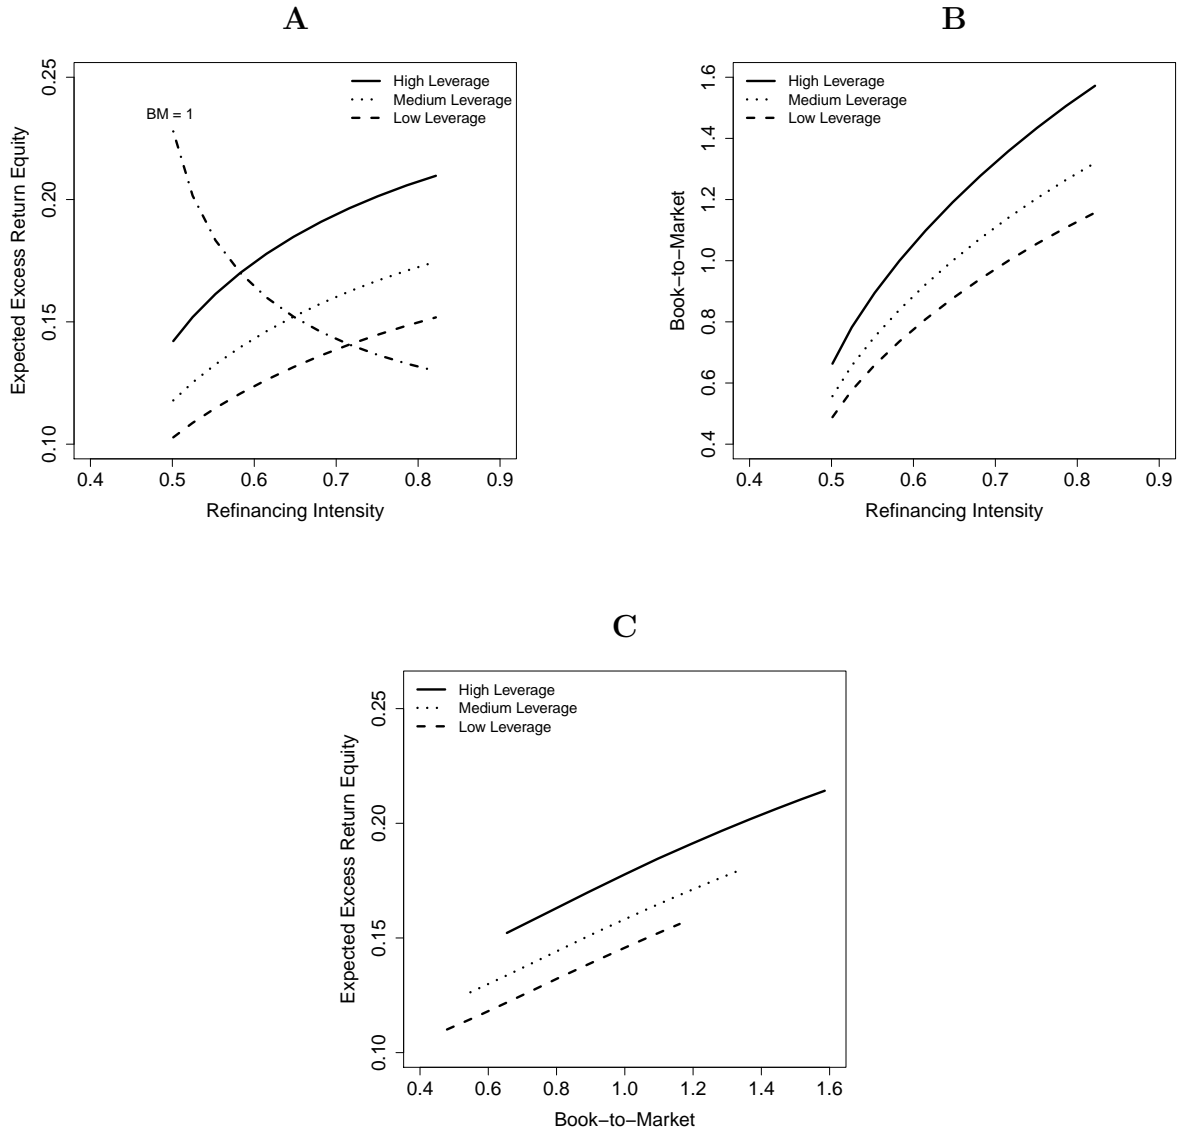 A
Expected Excess Return Equity
0.10 0.15 0.20 0.25
BM = 1
High Leverage
Medium Leverage
Low Leverage
0.4 0.5 0.6 0.7 0.8 0.9
Refinancing Intensity
B
Book−to−Market
0.4 0.6 0.8 1.0 1.2 1.4 1.6
High Leverage
Medium Leverage
Low Leverage
0.4 0.5 0.6 0.7 0.8 0.9
Refinancing Intensity
C
Expected Excess Return Equity
0.10 0.15 0.20 0.25
High Leverage
Medium Leverage
Low Leverage
0.4 0.6 0.8 1.0 1.2 1.4 1.6
Book−to−Market